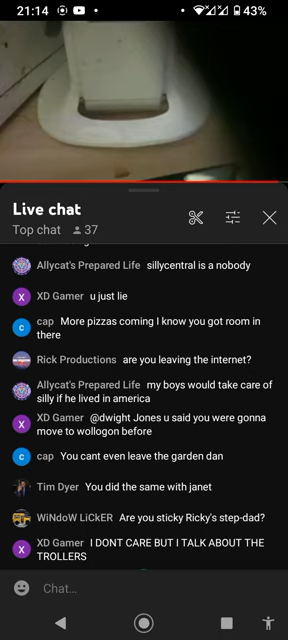 21:14
43%
Live chat
Top chat 37
Allycat's Prepared Life sillycentral is a nobody
X XD Gamer u just lie
c cap More pizzas coming I know you got room in
there
Rick Productions are you leaving the internet?
Allycat's Prepared Life my boys would take care of
silly if he lived in america
X XD Gamer @dwight Jones u said you were gonna
move to wollogon before
c cap You cant even leave the garden dan
Tim Dyer You did the same with janet
WiNdoW LiCkER Are you sticky Ricky's step-dad?
X XD Gamer I DONT CARE BUT I TALK ABOUT THE
TROLLERS
Chat...